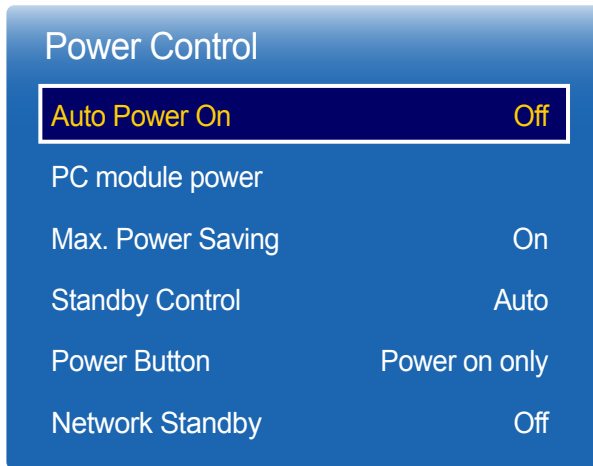 Power Control
Auto Power On Off
PC module power
Max. Power Saving On
Standby Control Auto
Power Button Power on only
Network Standby Off